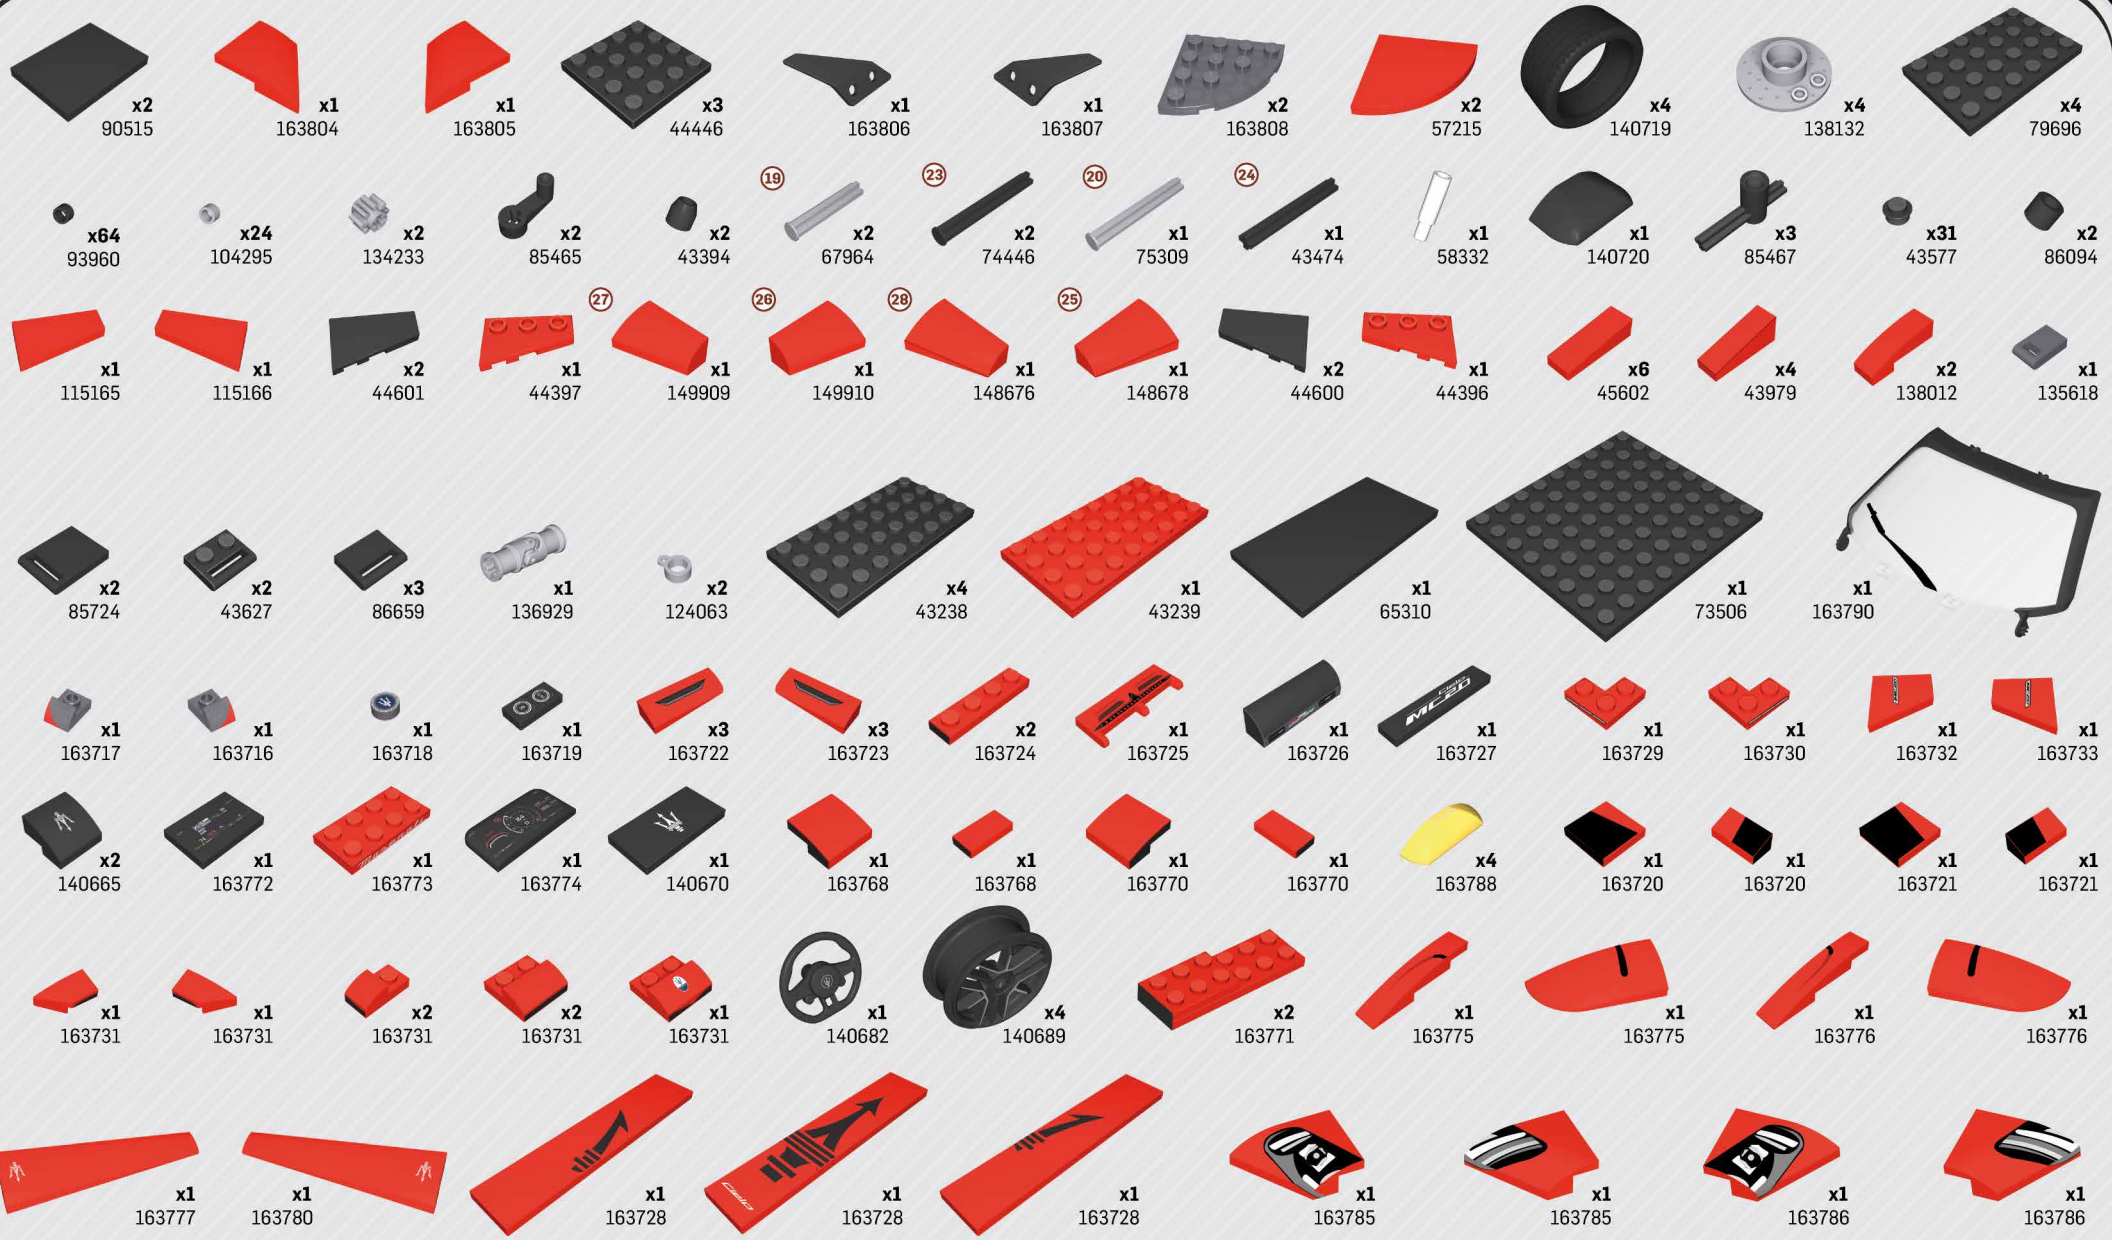 x2 x1 x1 x3 x1 x1 x2 x2 x4 x4 x4
90515 163804 163805 44446 163806 163807 163808 57215 140719 138132 79696
19 23 20 24
x64 x24 x2 x2 x2 x2 x2 x1 x1 x1 x1 x3 x31 x2
93960 104295 134233 85465 43394 67964 74446 75309 43474 58332 140720 85467 43577 86094
27 26 28 25
x1 x1 x2 x1 x1 x1 x1 x1 x2 x1 x6 x4 x2 x1
115165 115166 44601 44397 149909 149910 148676 148678 44600 44396 45602 43979 138012 135618
x2 x2 x3 x1 x2 x4 x1 x1 x1 x1
85724 43627 86659 136929 124063 43238 43239 65310 73506 163790
cielo
MC20
x1 x1 x1 x1 x3 x3 x2 x1 x1 x1 x1 x1 x1 x1
163717 163716 163718 163719 163722 163723 163724 163725 163726 163727 163729 163730 163732 163733
x2 x1 x1 x1 x1 x1 x1 x1 x1 x4 x1 x1 x1 x1
140665 163772 163773 163774 140670 163768 163768 163770 163770 163788 163720 163720 163721 163721
x1 x1 x2 x2 x1 x1 x4 x2 x1 x1 x1 x1
163731 163731 163731 163731 163731 140682 140689 163771 163775 163775 163776 163776
cielo
x1 x1 x1 x1 x1 x1 x1 x1 x1
163777 163780 163728 163728 163728 163785 163785 163786 163786